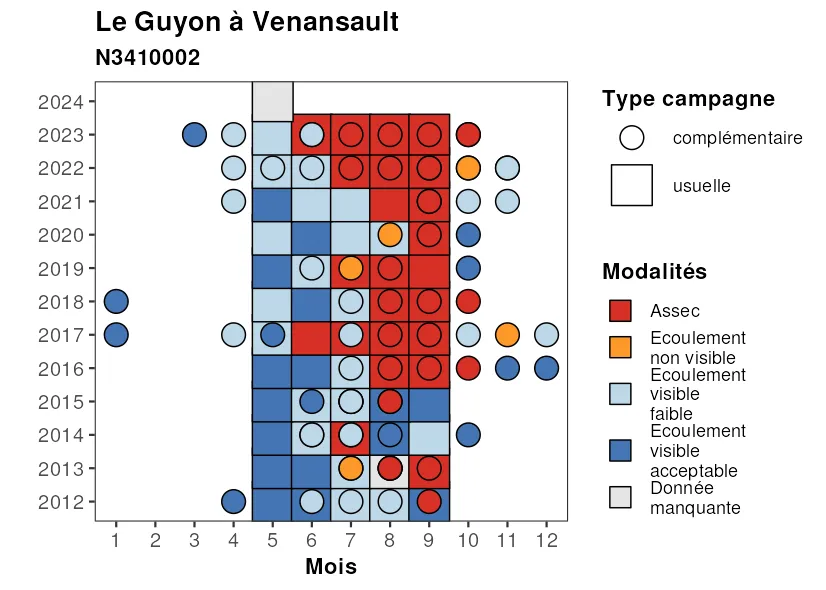 Le Guyon à Venansault
N3410002
2024
2023
2022
2021
2020
2019
2018
2017
2016
2015
2014
2013
2012
1 2 3 4 5 6 7 8 9 10 11 12
Mois
Type campagne
complémentaire
usuelle
Modalités
Assec
Ecoulement
non visible
Ecoulement
visible
faible
Ecoulement
visible
acceptable
Donnée
manquante